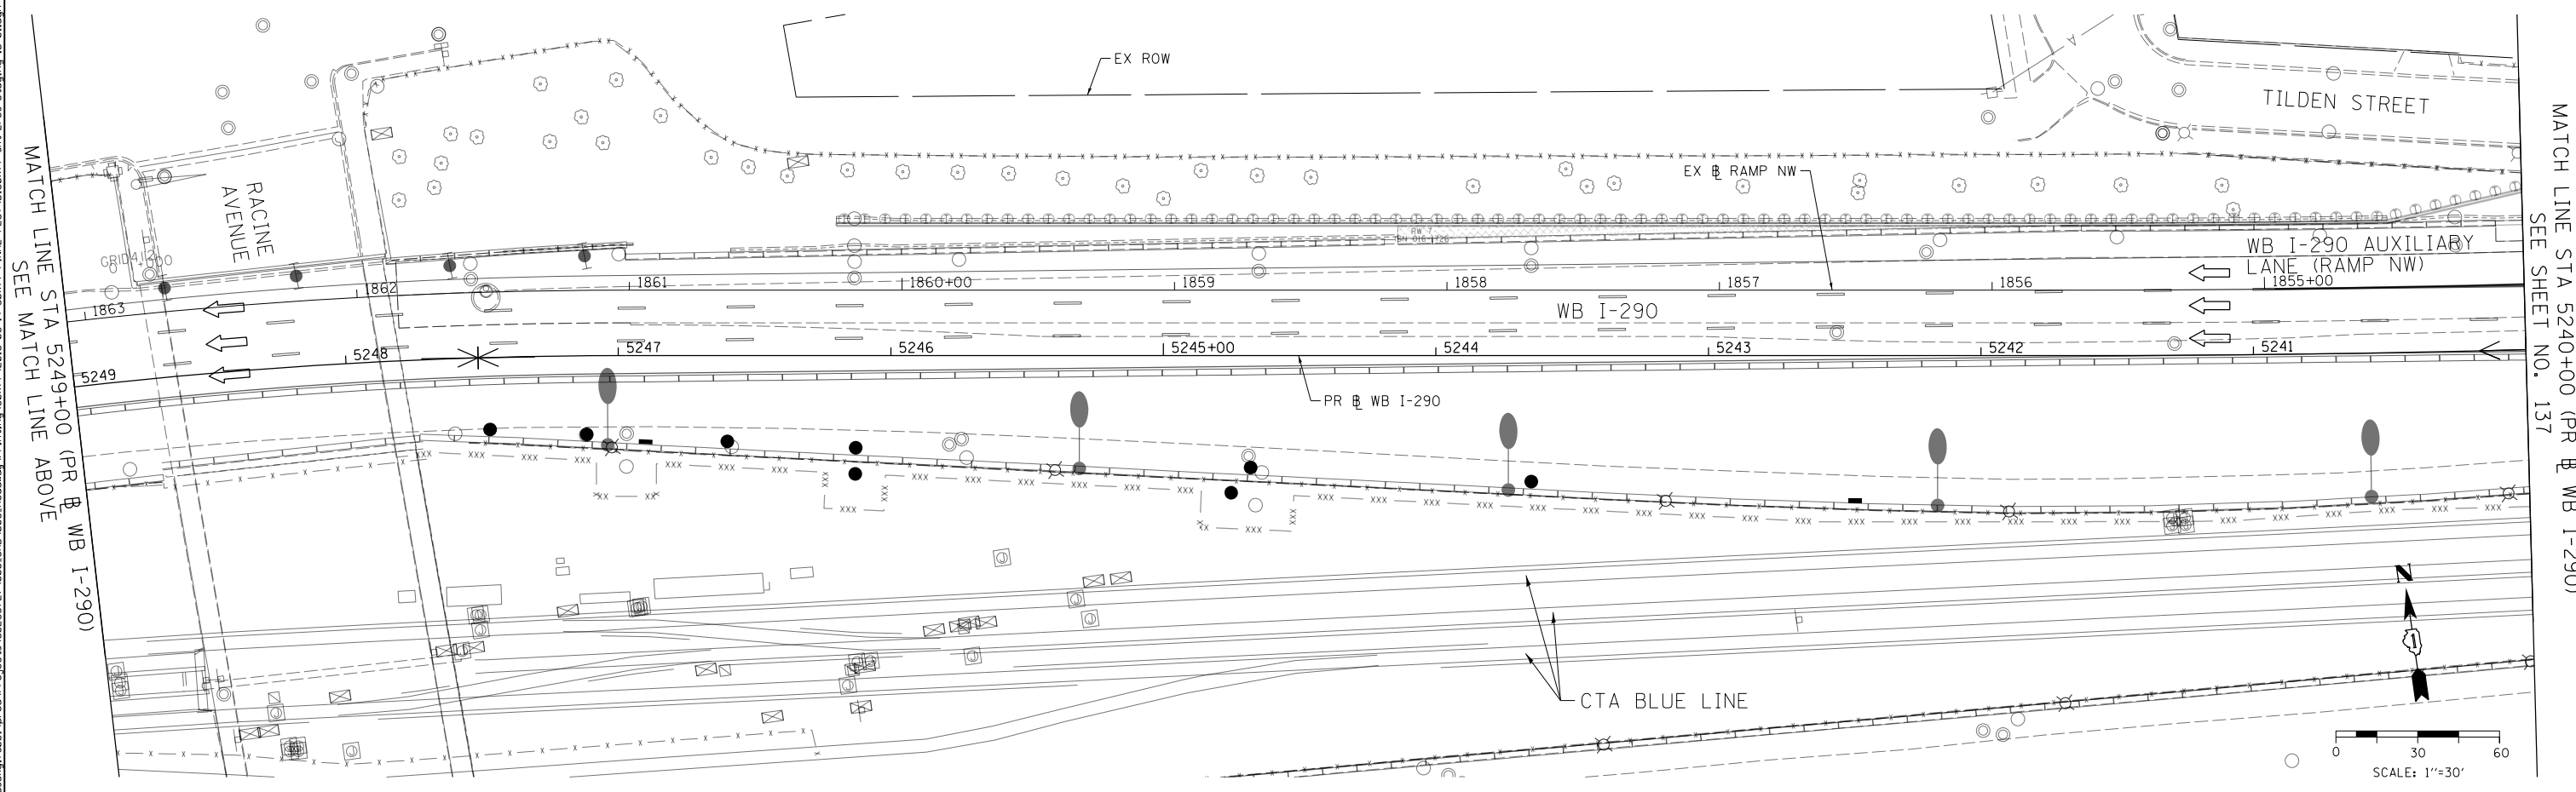 EX ROW
TILDEN STREET
RACINE
AVENUE
MATCH LINE STA 5249+00 (PR ⅊ WB I-290)
SEE MATCH LINE ABOVE
EX ⅊ RAMP NW
RW 7
WB I-290 AUXILIARY
LANE (RAMP NW)
MATCH LINE STA 5240+00 (PR ⅊ WB I-290)
SEE SHEET NO. 137
1863
1862
1861
1860+00
1859
1858
1857
1856
1855+00
WB I-290
5249
5248
5247
5246
5245+00
5244
5243
5242
5241
PR ⅊ WB I-290
CTA BLUE LINE
N
0 30 60
SCALE: 1''=30'